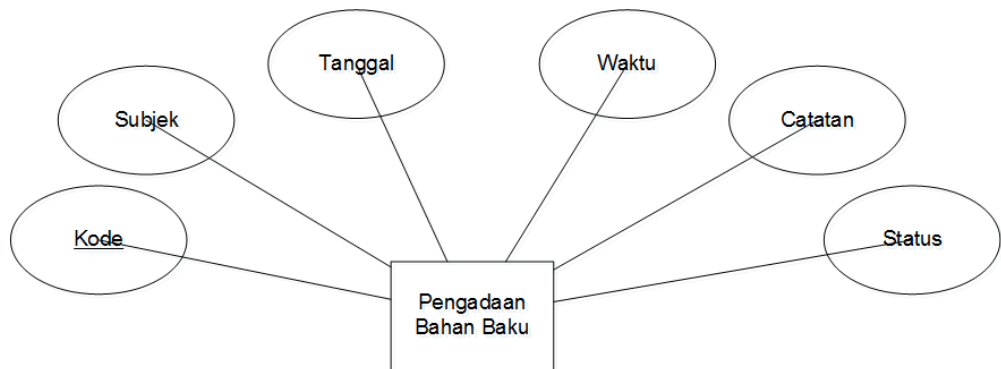 Tanggal
Waktu
Subjek
Catatan
Kode
Status
Pengadaan
Bahan Baku